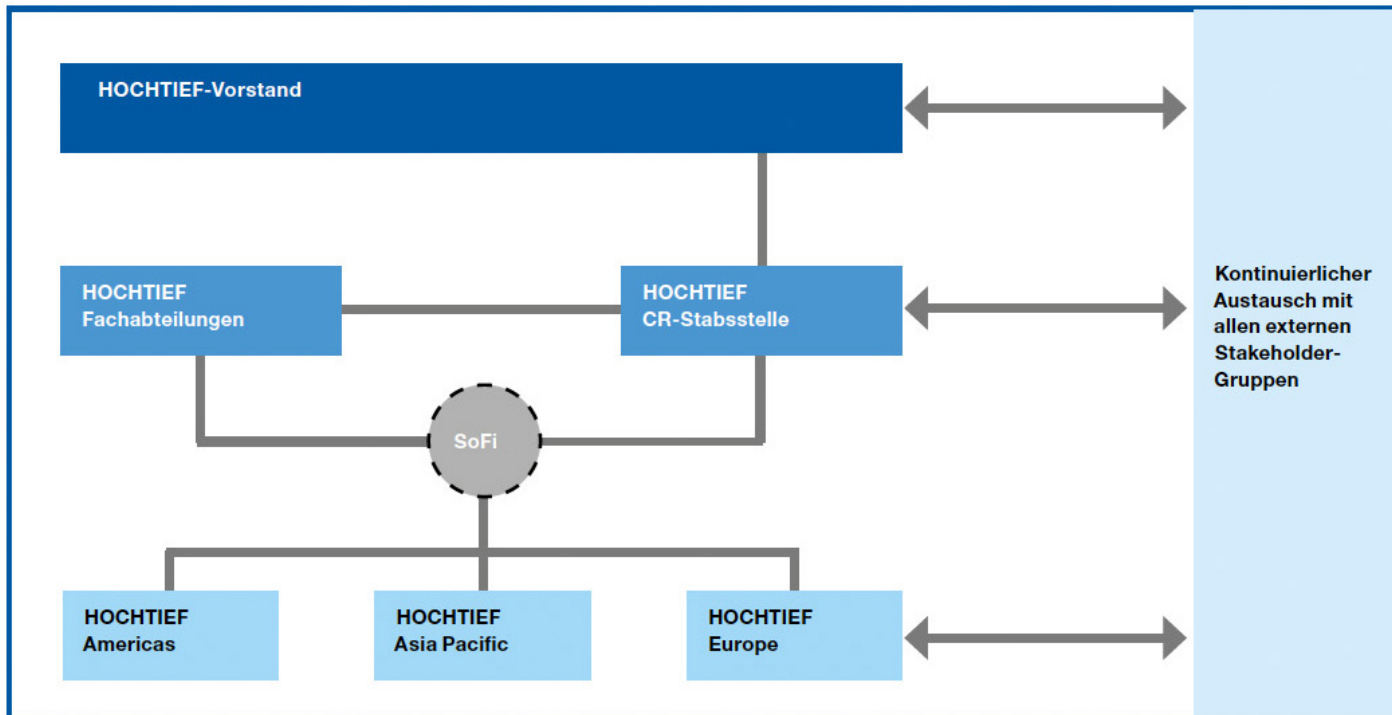 HOCHTIEF-Vorstand
HOCHTIEF
Fachabteilungen
HOCHTIEF
CR-Stabsstelle
Kontinuierlicher
Austausch mit
allen externen
Stakeholder-
Gruppen
SoFi
HOCHTIEF
Americas
HOCHTIEF
Asia Pacific
HOCHTIEF
Europe